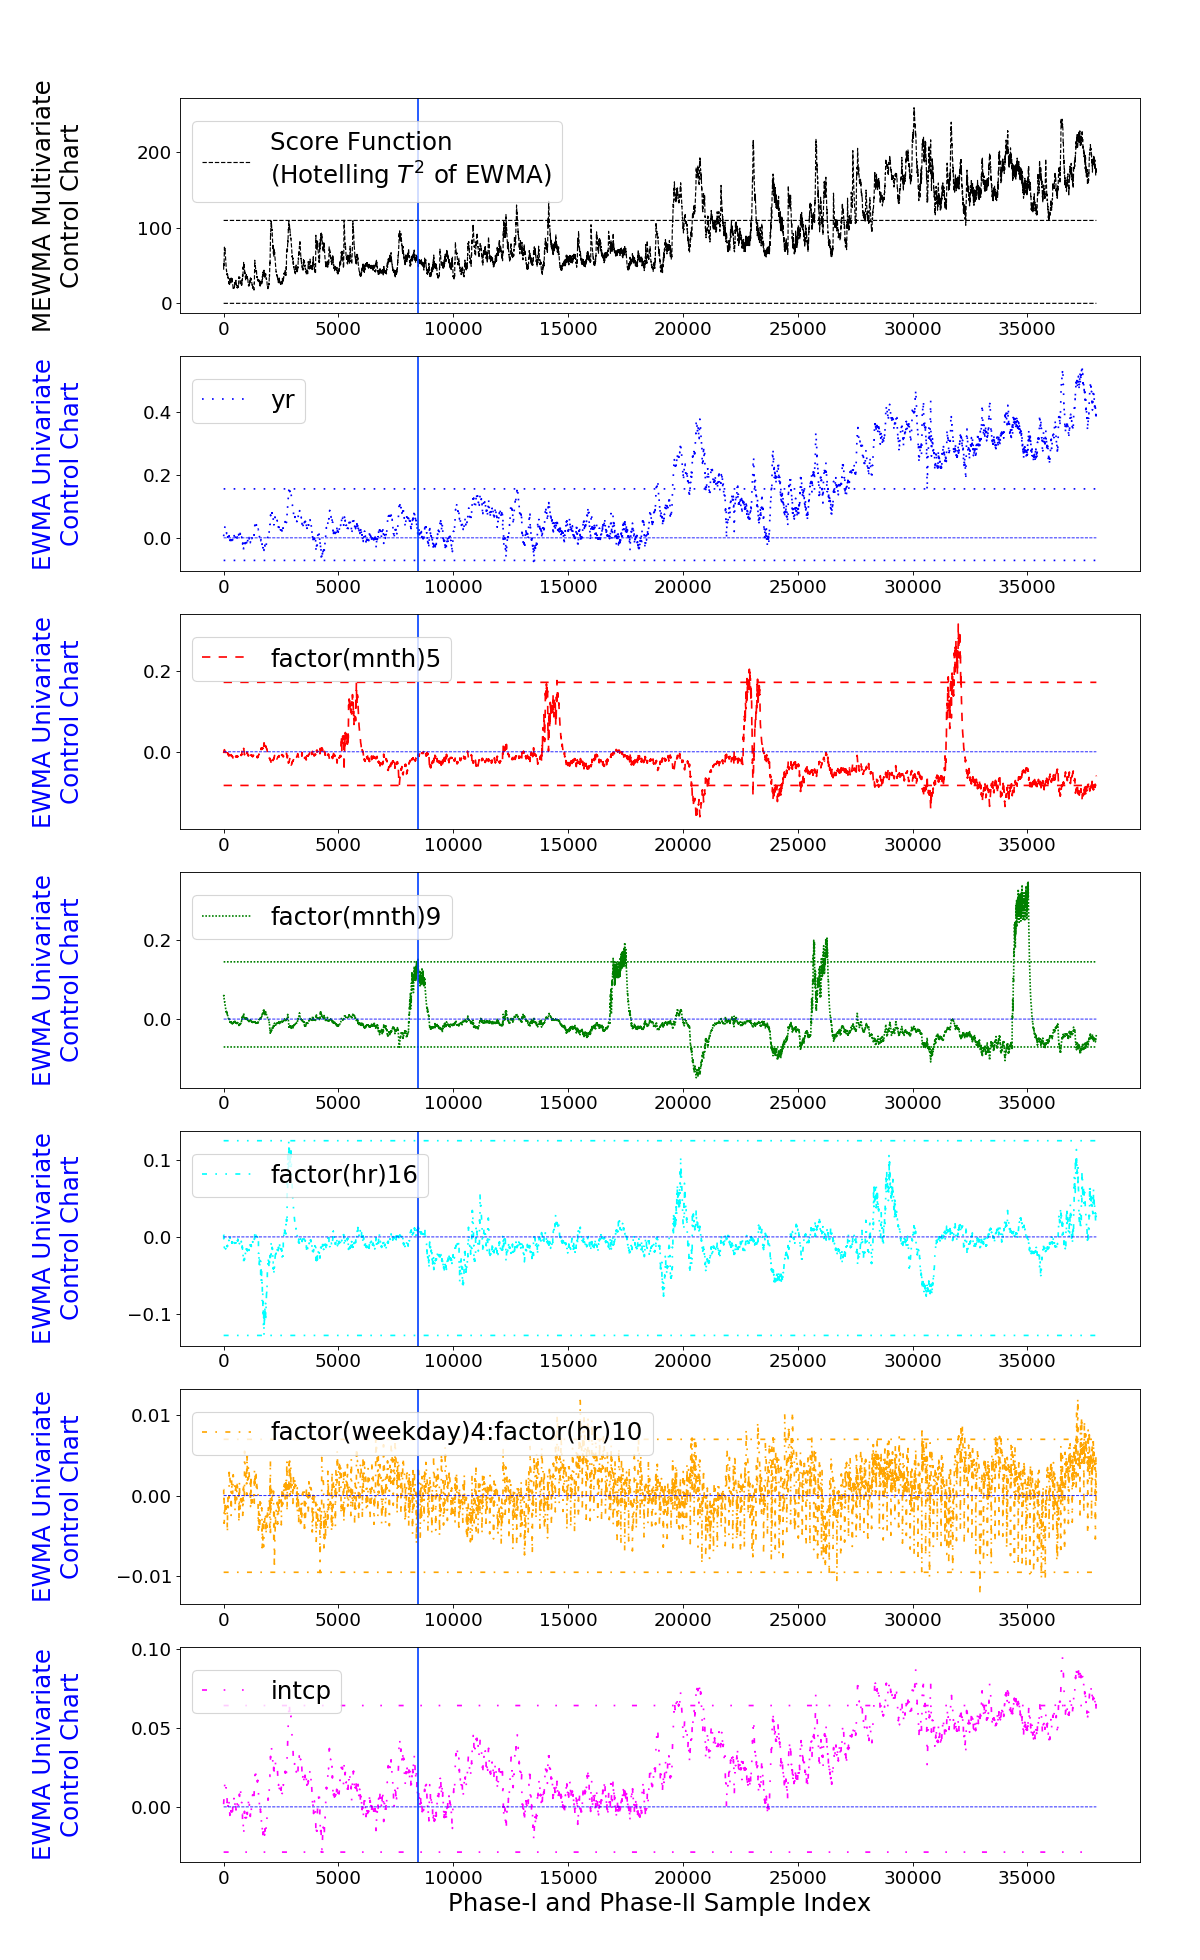 MEWMA Multivariate
Control Chart
Score Function
(Hotelling T² of EWMA)
200
100
0
0 5000 10000 15000 20000 25000 30000 35000
EWMA Univariate
Control Chart
yr
0.4
0.2
0.0
0 5000 10000 15000 20000 25000 30000 35000
EWMA Univariate
Control Chart
factor(mnth)5
0.2
0.0
0 5000 10000 15000 20000 25000 30000 35000
EWMA Univariate
Control Chart
factor(mnth)9
0.2
0.0
0 5000 10000 15000 20000 25000 30000 35000
EWMA Univariate
Control Chart
factor(hr)16
0.1
0.0
−0.1
0 5000 10000 15000 20000 25000 30000 35000
EWMA Univariate
Control Chart
factor(weekday)4:factor(hr)10
0.01
0.00
−0.01
0 5000 10000 15000 20000 25000 30000 35000
EWMA Univariate
Control Chart
intcp
0.10
0.05
0.00
0 5000 10000 15000 20000 25000 30000 35000
Phase-I and Phase-II Sample Index